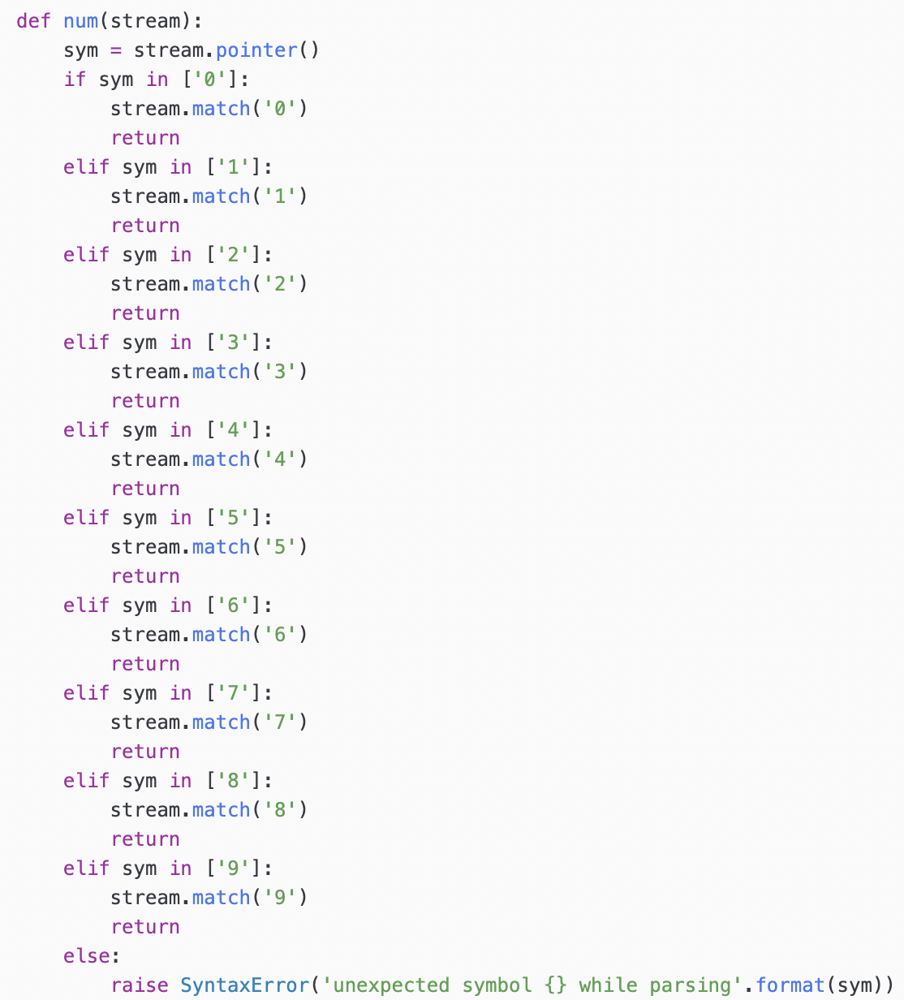 def num(stream):
    sym = stream.pointer()
    if sym in ['0']:
        stream.match('0')
        return
    elif sym in ['1']:
        stream.match('1')
        return
    elif sym in ['2']:
        stream.match('2')
        return
    elif sym in ['3']:
        stream.match('3')
        return
    elif sym in ['4']:
        stream.match('4')
        return
    elif sym in ['5']:
        stream.match('5')
        return
    elif sym in ['6']:
        stream.match('6')
        return
    elif sym in ['7']:
        stream.match('7')
        return
    elif sym in ['8']:
        stream.match('8')
        return
    elif sym in ['9']:
        stream.match('9')
        return
    else:
        raise SyntaxError('unexpected symbol {} while parsing'.format(sym))